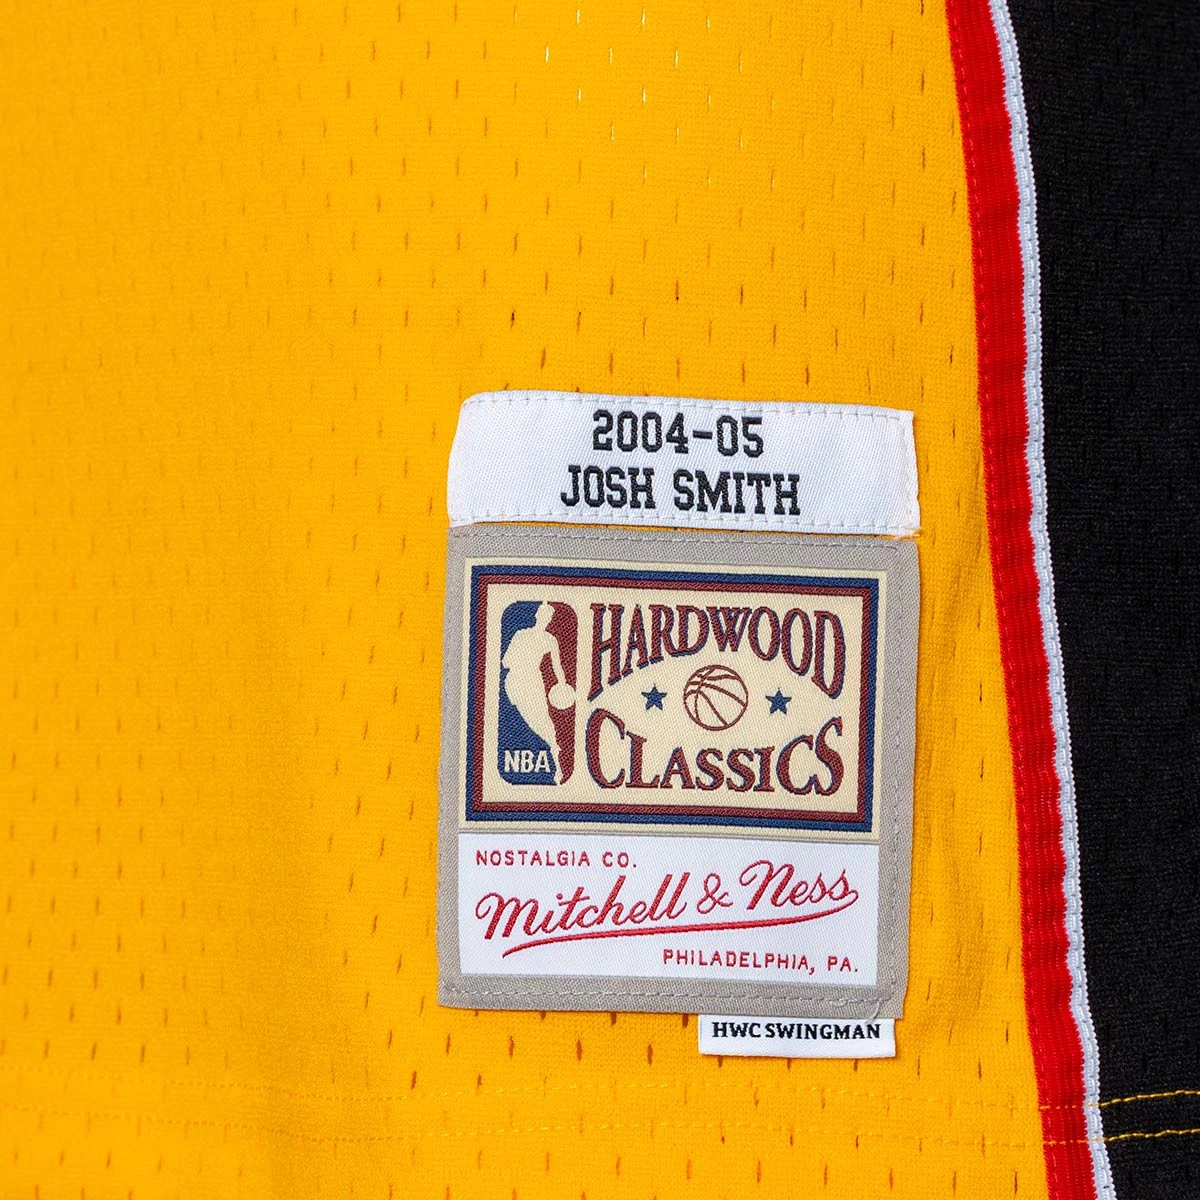 2004-05
JOSH SMITH
HARDWOOD
CLASSICS
NBA
NOSTALGIA CO.
Mitchell & Ness
PHILADELPHIA, PA.
HWC SWINGMAN